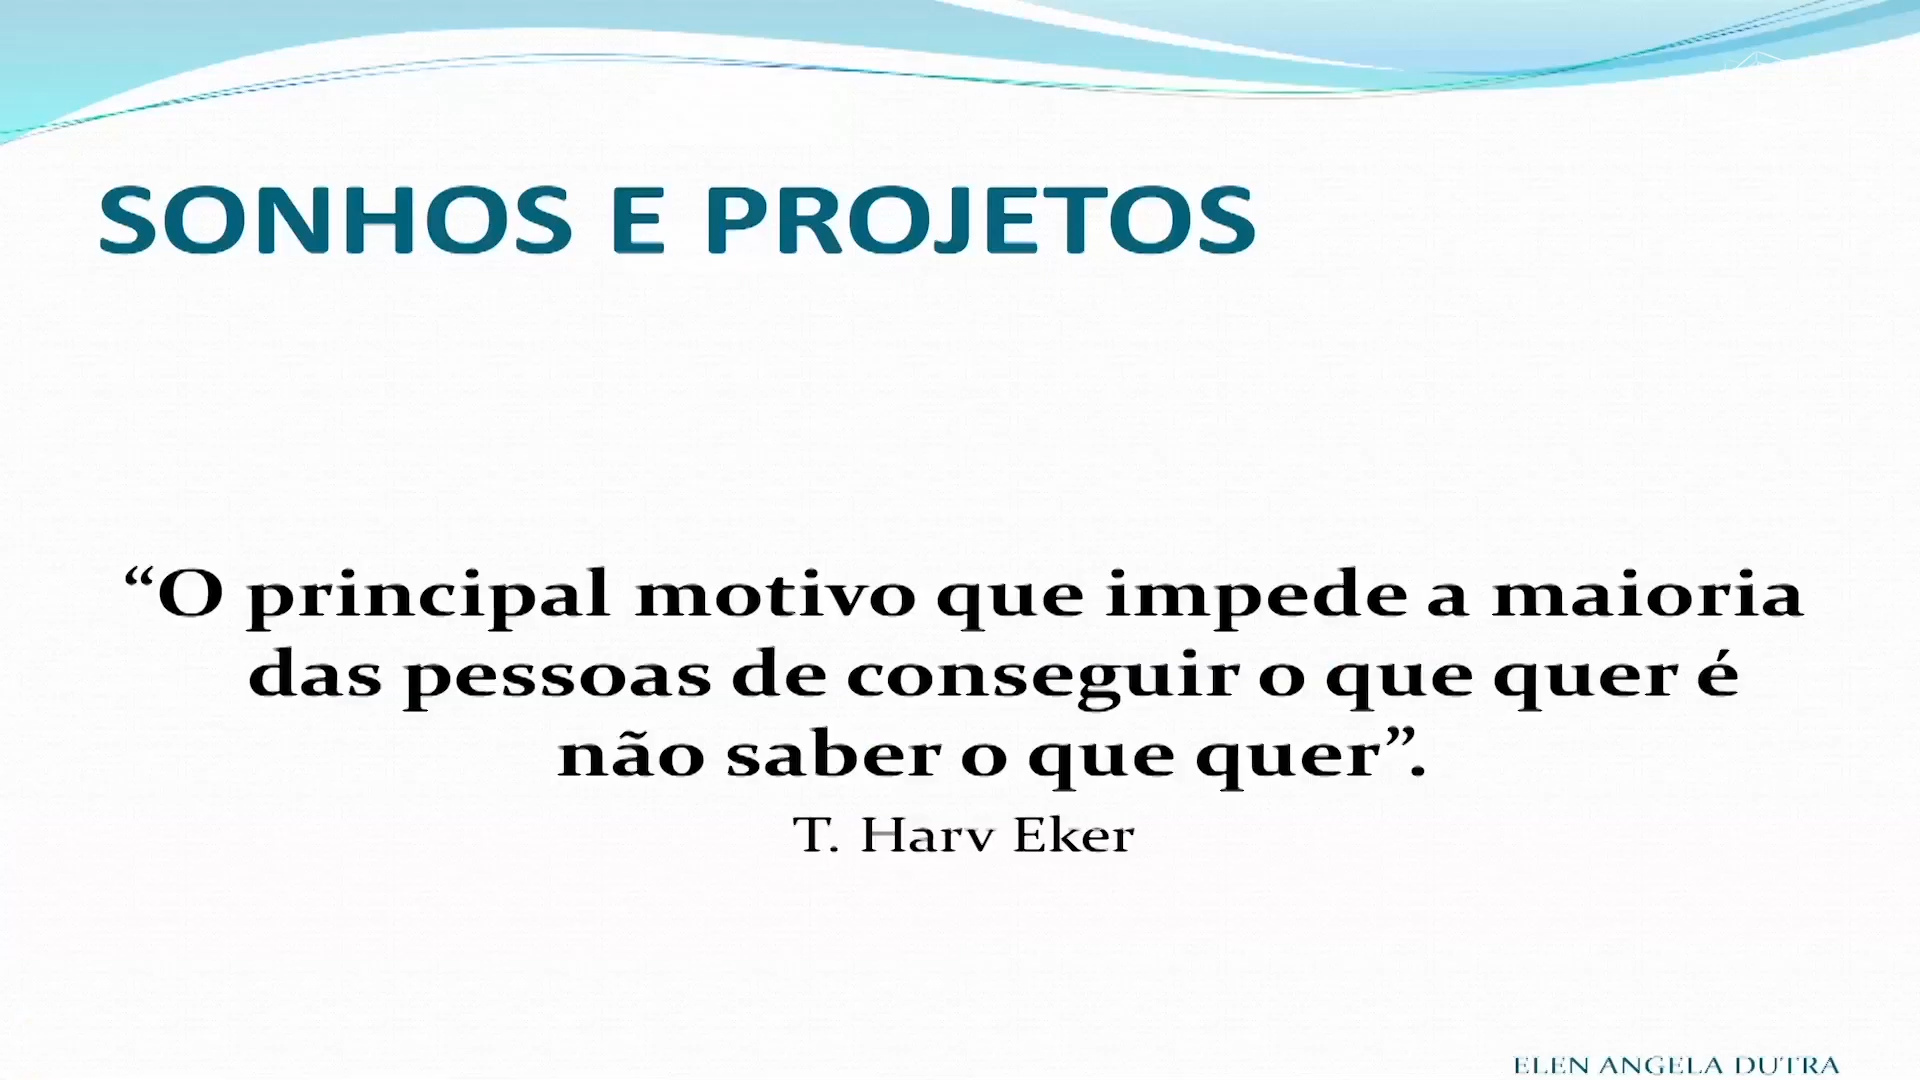 SONHOS E PROJETOS
“O principal motivo que impede a maioria
das pessoas de conseguir o que quer é
não saber o que quer”.
T. Harv Eker
ELEN ANGELA DUTRA